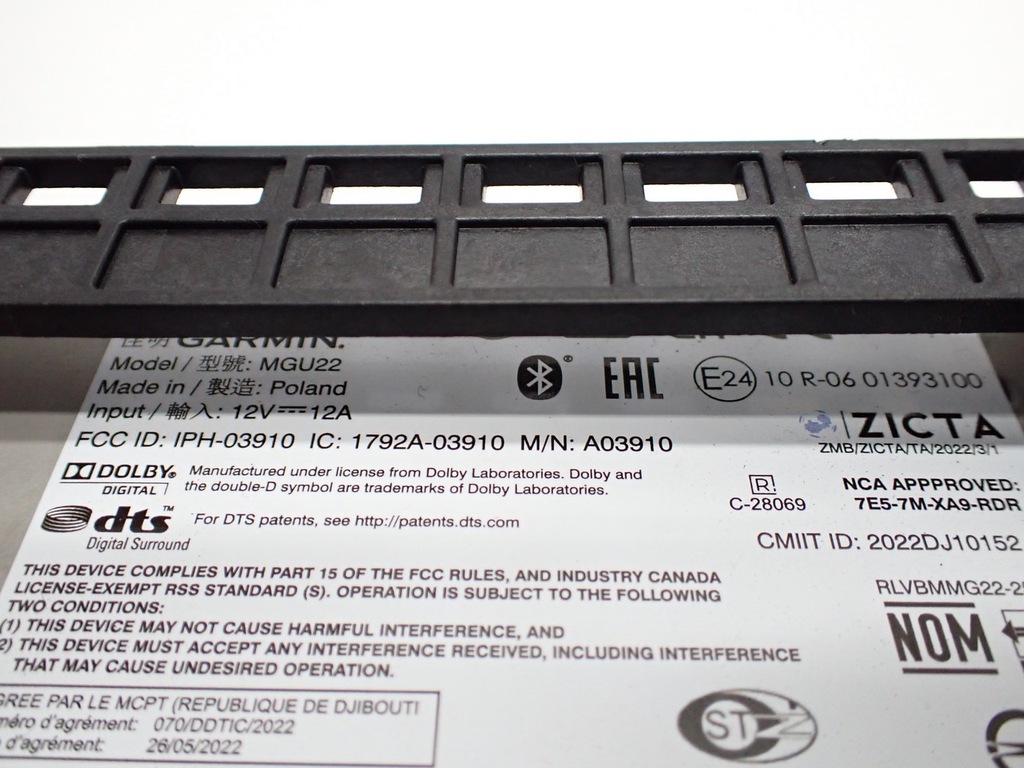 佳明 GARMIN.
Model / 型號: MGU22
Made in / 製造: Poland
Input / 輸入: 12V⎓12A
FCC ID: IPH-03910 IC: 1792A-03910 M/N: A03910
EAC E24 10 R-06 01393100
ZICTA
ZMB/ZICTA/TA/2022/3/1
DOLBY®
DIGITAL
Manufactured under license from Dolby Laboratories. Dolby and
the double-D symbol are trademarks of Dolby Laboratories.
R
C-28069
NCA APPPROVED:
7E5-7M-XA9-RDR
dts™
Digital Surround
For DTS patents, see http://patents.dts.com
CMIIT ID: 2022DJ10152
THIS DEVICE COMPLIES WITH PART 15 OF THE FCC RULES, AND INDUSTRY CANADA
LICENSE-EXEMPT RSS STANDARD (S). OPERATION IS SUBJECT TO THE FOLLOWING
TWO CONDITIONS:
(1) THIS DEVICE MAY NOT CAUSE HARMFUL INTERFERENCE, AND
2) THIS DEVICE MUST ACCEPT ANY INTERFERENCE RECEIVED, INCLUDING INTERFERENCE
THAT MAY CAUSE UNDESIRED OPERATION.
RLVBMMG22-2
NOM
GREE PAR LE MCPT (REPUBLIQUE DE DJIBOUTI
méro d'agrément: 070/DDTIC/2022
d'agrément: 26/05/2022